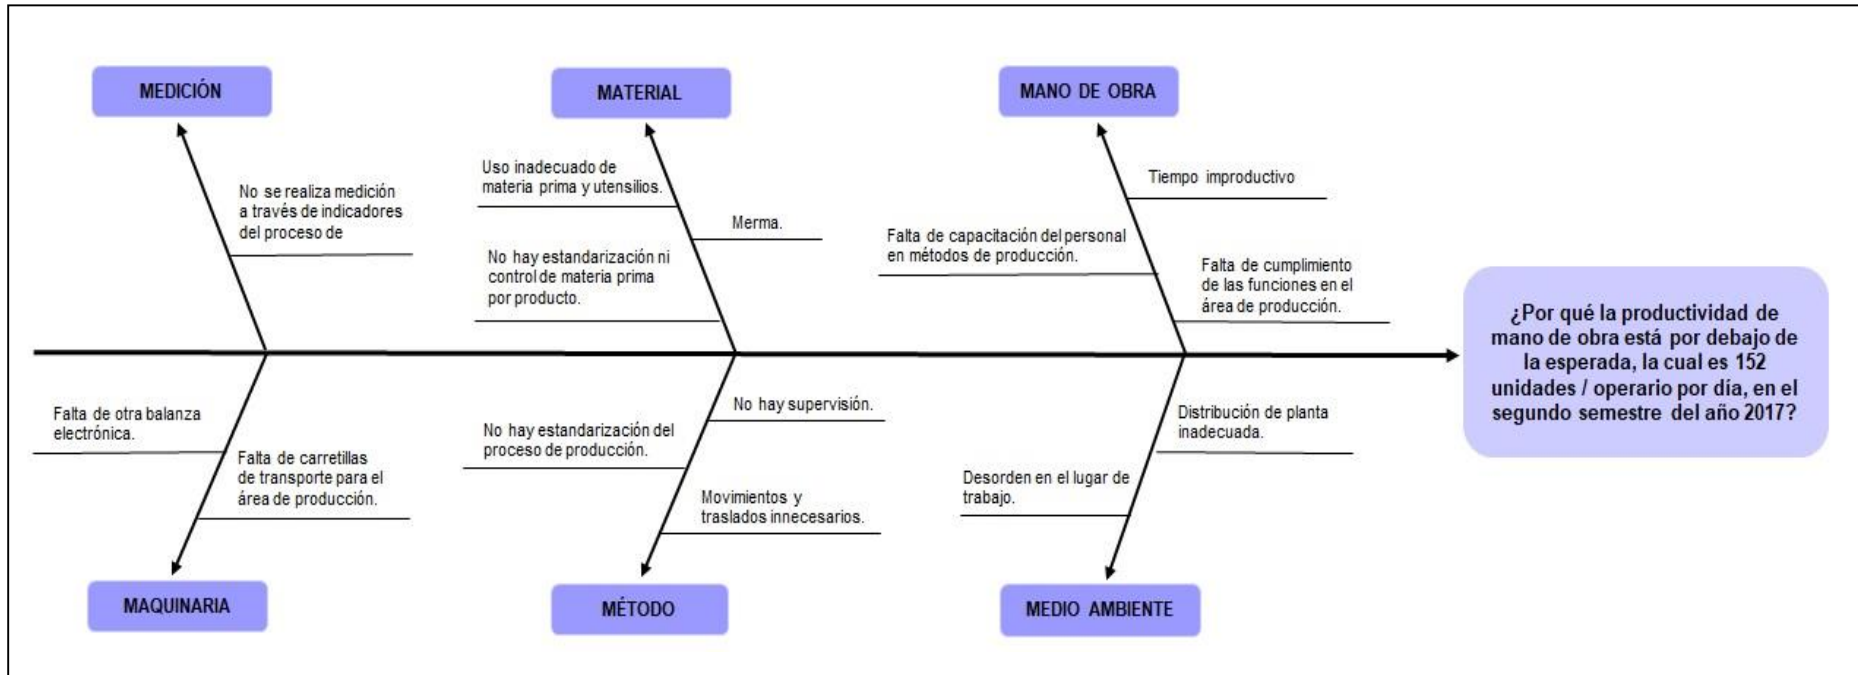 MEDICIÓN
MATERIAL
MANO DE OBRA
No se realiza medición
a través de indicadores
del proceso de
Uso inadecuado de
materia prima y utensilios.
Merma.
No hay estandarización ni
control de materia prima
por producto.
Tiempo improductivo
Falta de capacitación del personal
en métodos de producción.
Falta de cumplimiento
de las funciones en el
área de producción.
¿Por qué la productividad de
mano de obra está por debajo de
la esperada, la cual es 152
unidades / operario por día, en el
segundo semestre del año 2017?
Falta de otra balanza
electrónica.
Falta de carretillas
de transporte para el
área de producción.
No hay supervisión.
No hay estandarización del
proceso de producción.
Movimientos y
traslados innecesarios.
Distribución de planta
inadecuada.
Desorden en el lugar de
trabajo.
MAQUINARIA
MÉTODO
MEDIO AMBIENTE